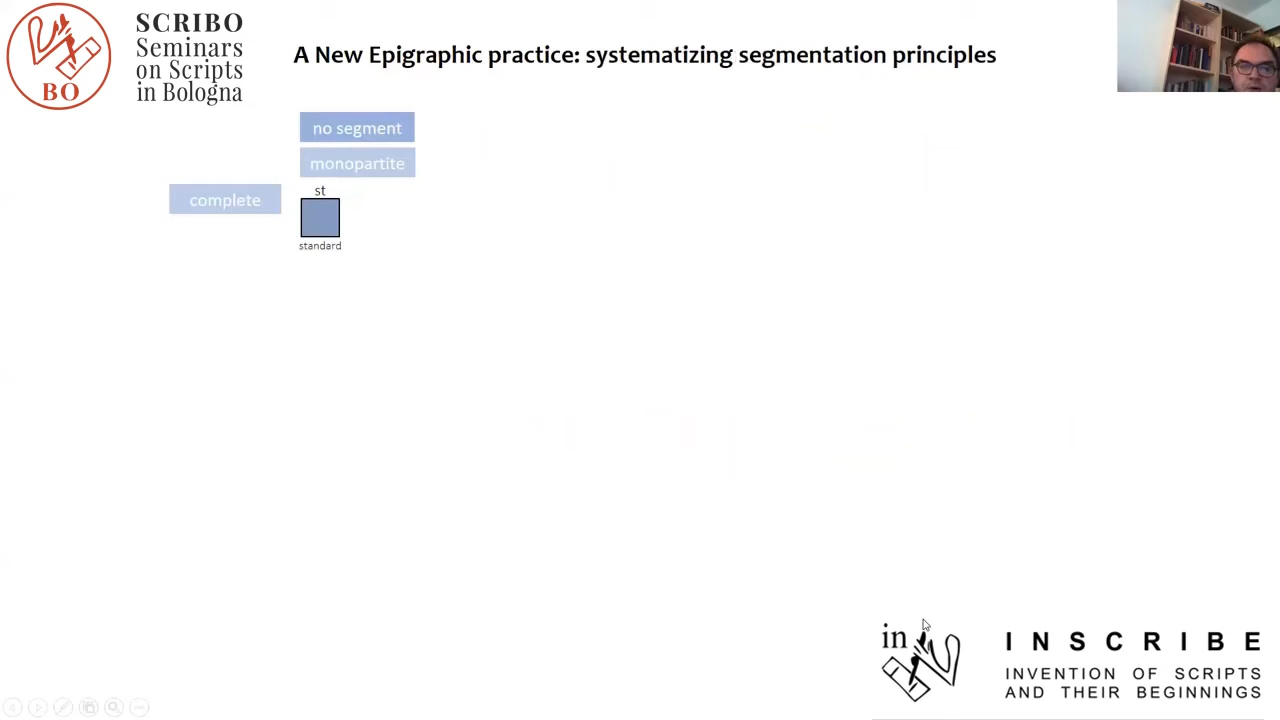 SCRIBO
Seminars
on Scripts
in Bologna
BO
A New Epigraphic practice: systematizing segmentation principles
no segment
monopartite
complete
st
standard
in
INSCRIBE
INVENTION OF SCRIPTS
AND THEIR BEGINNINGS